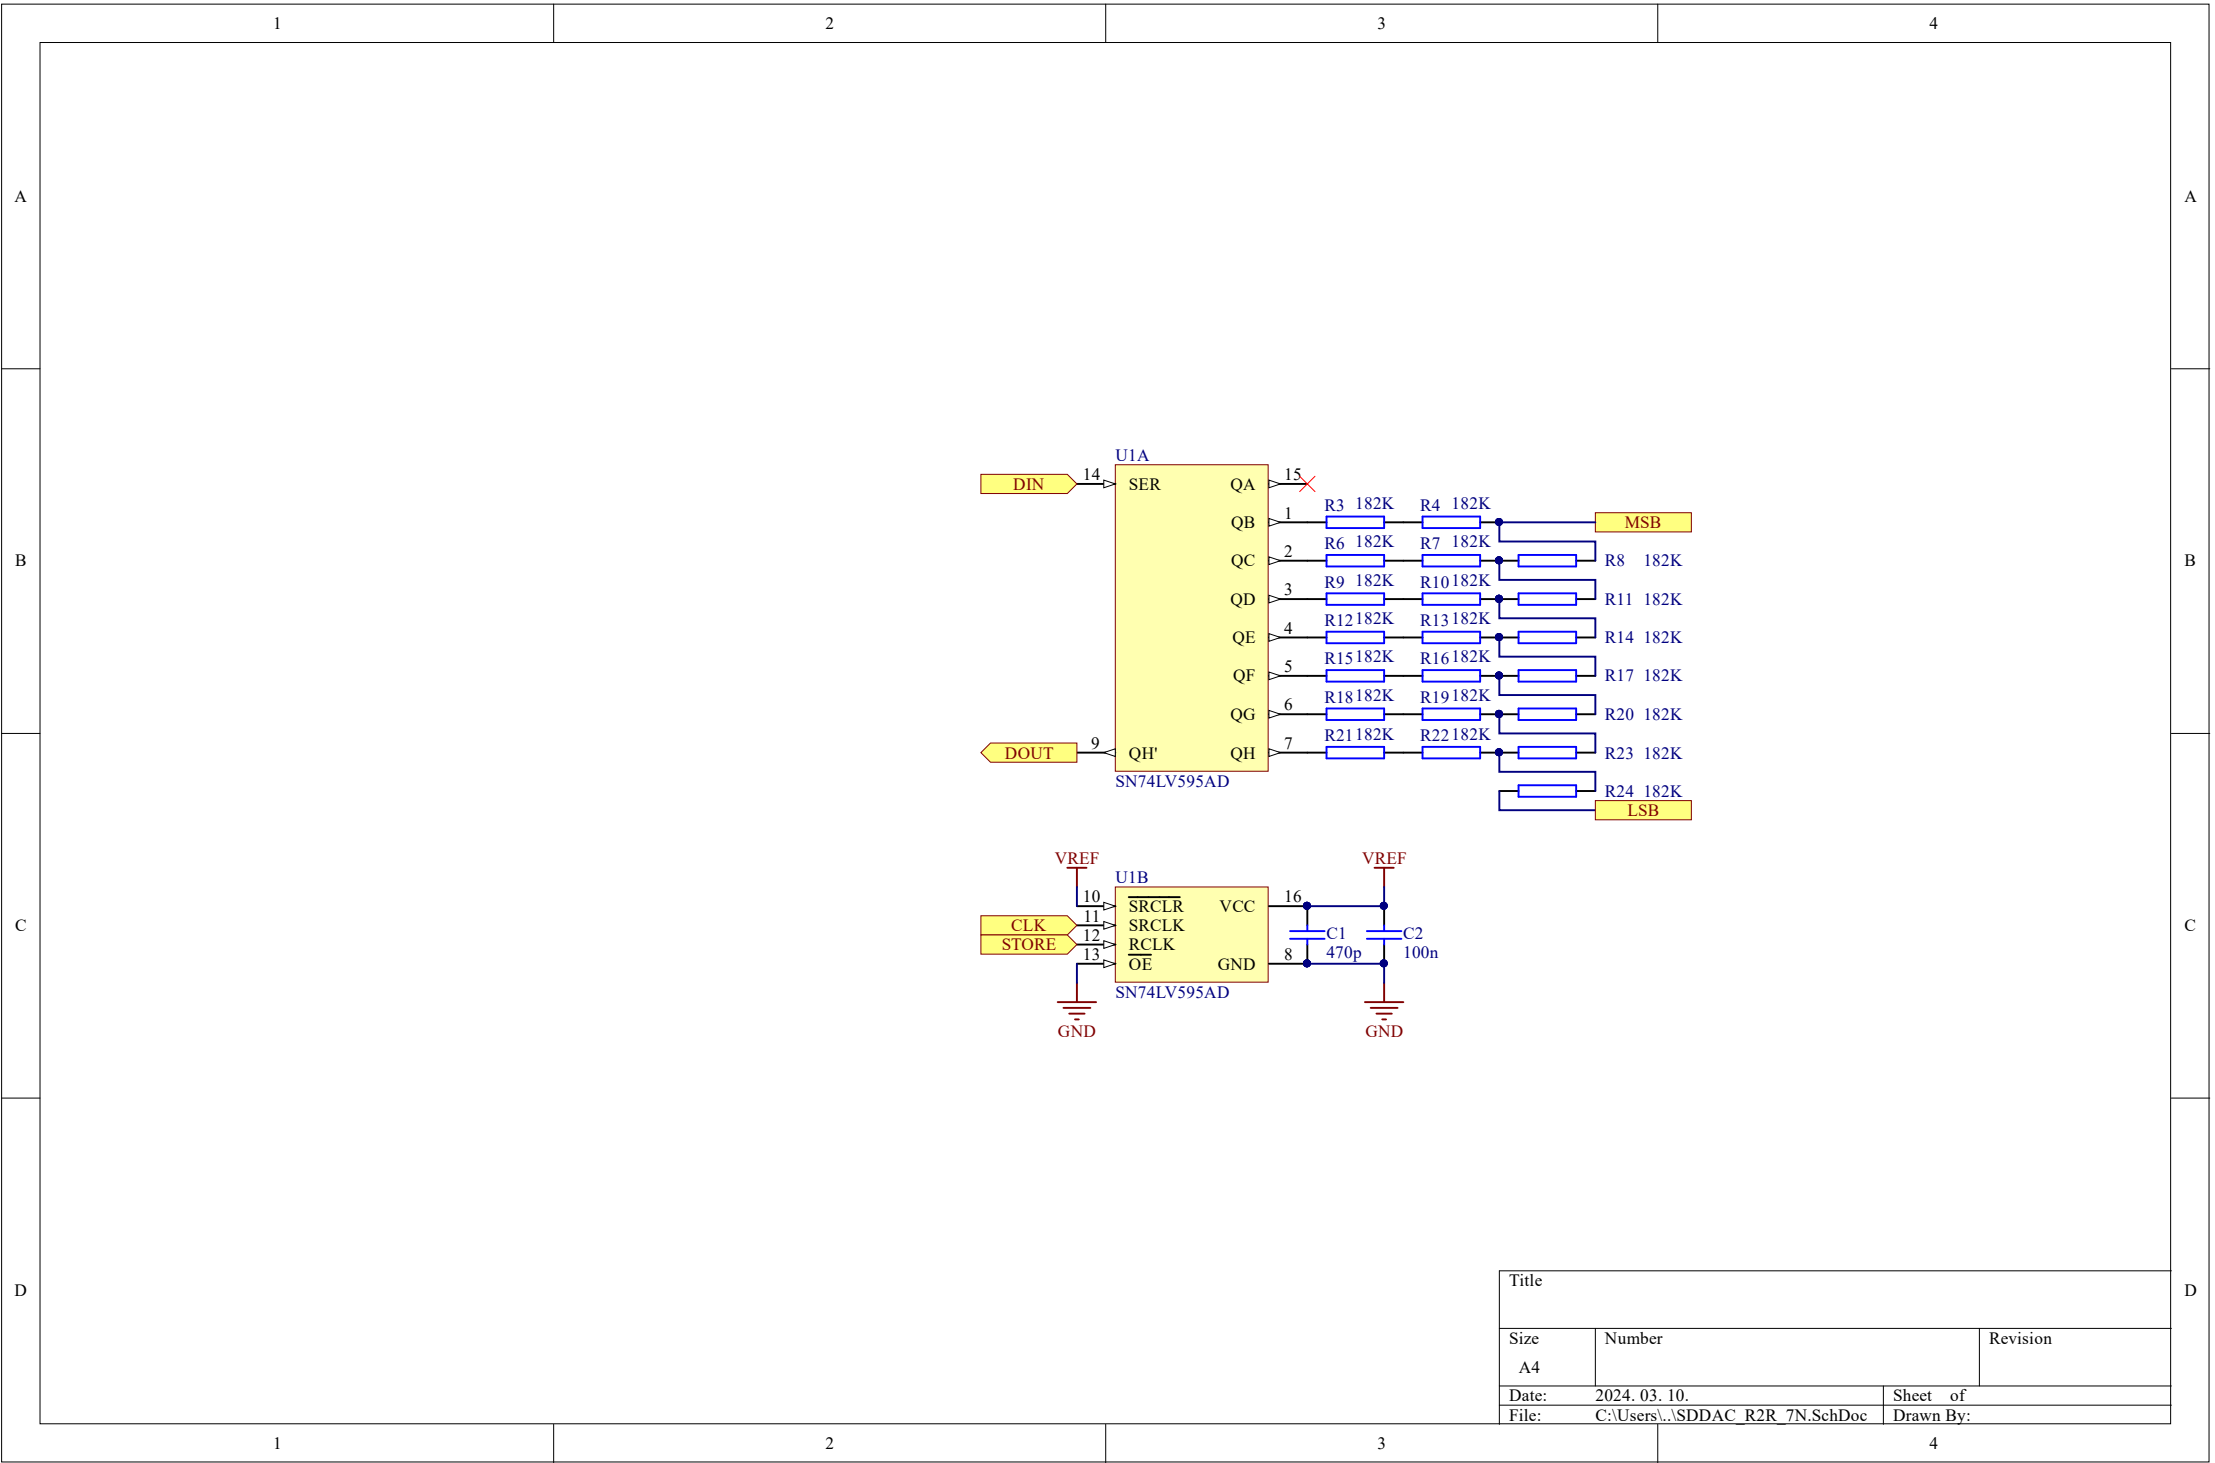 1 2 3 4
A A
U1A
DIN 14 SER QA 15
R3 182K R4 182K
QB 1 MSB
R6 182K R7 182K
B QC 2 R8 182K B
R9 182K R10 182K
QD 3 R11 182K
R12 182K R13 182K
QE 4 R14 182K
R15 182K R16 182K
QF 5 R17 182K
R18 182K R19 182K
QG 6 R20 182K
R21 182K R22 182K
DOUT 9 QH' QH 7 R23 182K
SN74LV595AD
R24 182K
LSB
VREF VREF
U1B
10 SRCLR VCC 16
C CLK 11 SRCLK C1 C2 C
STORE 12 RCLK 470p 100n
13 OE GND 8
SN74LV595AD
GND GND
D D
Title
Size Number Revision
A4
Date: 2024. 03. 10. Sheet of
File: C:\Users\..\SDDAC_R2R_7N.SchDoc Drawn By:
1 2 3 4